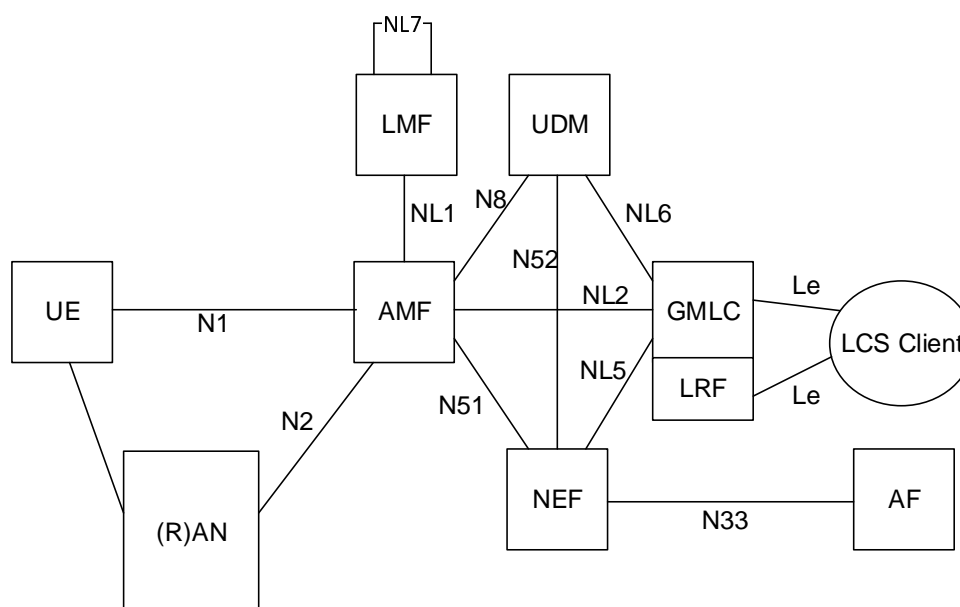 NL7
LMF
UDM
N8
NL1
NL6
N52
UE
N1
AMF
NL2
GMLC
Le
LCS Client
NL5
LRF
Le
N51
N2
(R)AN
NEF
N33
AF